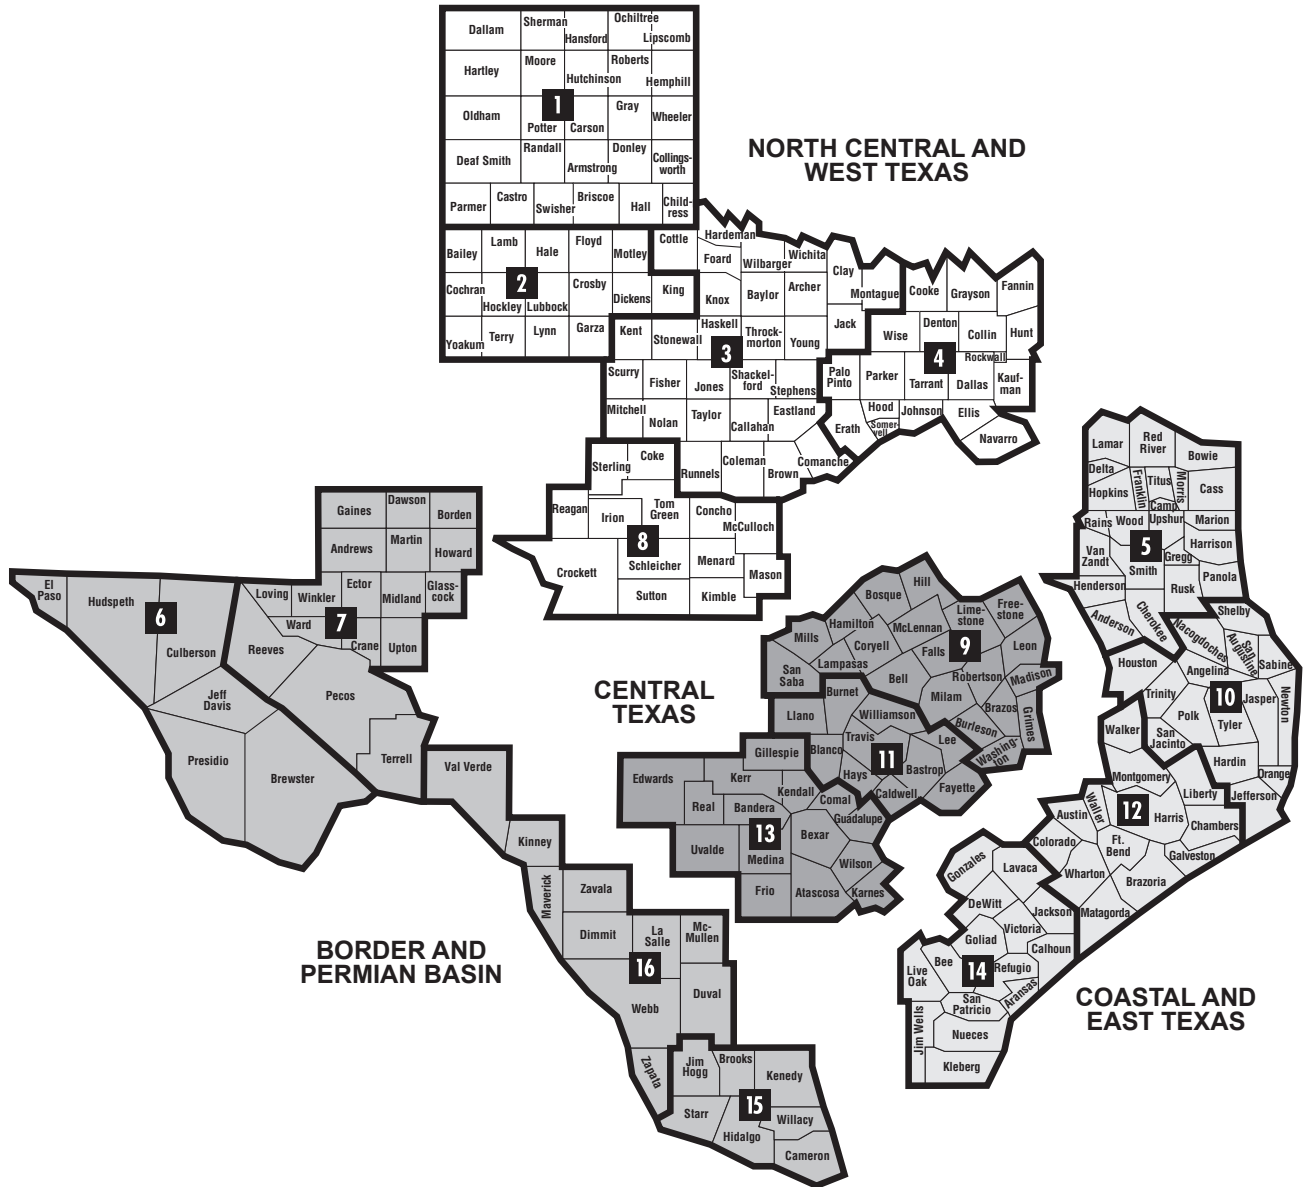 Dallam
Sherman
Hansford
Ochiltree
Lipscomb
Hartley
Moore
Hutchinson
Roberts
Hemphill
1
Oldham
Potter
Carson
Gray
Wheeler
Deaf Smith
Randall
Armstrong
Donley
Collings-
worth
Parmer
Castro
Swisher
Briscoe
Hall
Child-
ress
NORTH CENTRAL AND
WEST TEXAS
Bailey
Lamb
Hale
Floyd
Motley
2
Cochran
Hockley
Lubbock
Crosby
Dickens
Yoakum
Terry
Lynn
Garza
Cottle
Hardeman
Foard
Wilbarger
Wichita
Clay
Montague
King
Knox
Baylor
Archer
Jack
Kent
Stonewall
Haskell
Throck-
morton
Young
3
Scurry
Fisher
Jones
Shackel-
ford
Stephens
Mitchell
Nolan
Taylor
Callahan
Eastland
Runnels
Coleman
Brown
Comanche
Cooke
Grayson
Fannin
Wise
Denton
Collin
Hunt
4
Rockwall
Palo
Pinto
Parker
Tarrant
Dallas
Kauf-
man
Erath
Hood
Somer-
vell
Johnson
Ellis
Navarro
Lamar
Red
River
Bowie
Delta
Hopkins
Franklin
Titus
Camp
Morris
Cass
Rains
Wood
Upshur
Marion
5
Van
Zandt
Smith
Gregg
Harrison
Henderson
Rusk
Panola
Anderson
Cherokee
Sterling
Coke
Reagan
Irion
Tom
Green
Concho
McCulloch
8
Crockett
Schleicher
Menard
Mason
Sutton
Kimble
Gaines
Dawson
Borden
Andrews
Martin
Howard
Loving
Winkler
Ector
Midland
Glass-
cock
7
Ward
Crane
Upton
Reeves
Pecos
Terrell
El
Paso
Hudspeth
6
Culberson
Jeff
Davis
Presidio
Brewster
Bosque
Hill
Mills
Hamilton
McLennan
Lime-
stone
Free-
stone
9
San
Saba
Lampasas
Coryell
Falls
Leon
Bell
Robertson
Madison
Milam
Brazos
Grimes
Burleson
Washing-
ton
CENTRAL
TEXAS
Burnet
Llano
Williamson
Blanco
Travis
Lee
11
Hays
Bastrop
Caldwell
Fayette
Gillespie
Edwards
Kerr
Real
Bandera
Kendall
Comal
Guadalupe
13
Uvalde
Medina
Bexar
Wilson
Frio
Atascosa
Karnes
Shelby
Nacogdoches
San
Augustine
Sabine
Houston
Angelina
Trinity
10
Jasper
Newton
Polk
Tyler
San
Jacinto
Hardin
Orange
Jefferson
Walker
Montgomery
Liberty
Austin
Waller
12
Harris
Chambers
Colorado
Ft.
Bend
Galveston
Wharton
Brazoria
Matagorda
Gonzales
Lavaca
DeWitt
Jackson
Victoria
Goliad
Calhoun
Bee
14
Refugio
Live
Oak
Aransas
San
Patricio
Jim Wells
Nueces
Kleberg
COASTAL AND
EAST TEXAS
Val Verde
Kinney
Maverick
Zavala
Dimmit
La
Salle
Mc-
Mullen
16
Webb
Duval
Zapata
BORDER AND
PERMIAN BASIN
Jim
Hogg
Brooks
Kenedy
15
Starr
Hidalgo
Willacy
Cameron